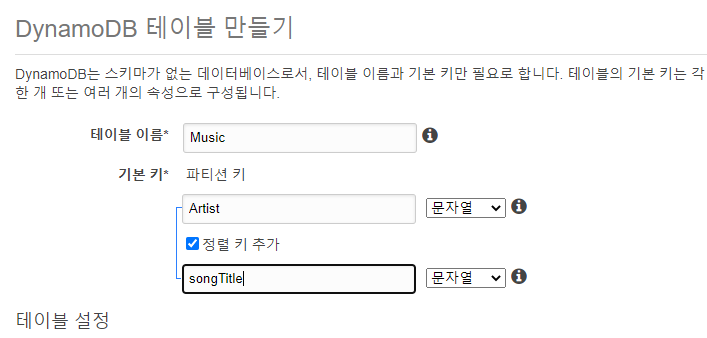 DynamoDB 테이블 만들기
DynamoDB는 스키마가 없는 데이터베이스로서, 테이블 이름과 기본 키만 필요로 합니다. 테이블의 기본 키는 각
한 개 또는 여러 개의 속성으로 구성됩니다.
테이블 이름* Music
기본 키* 파티션 키
Artist 문자열
정렬 키 추가
songTitle 문자열
테이블 설정